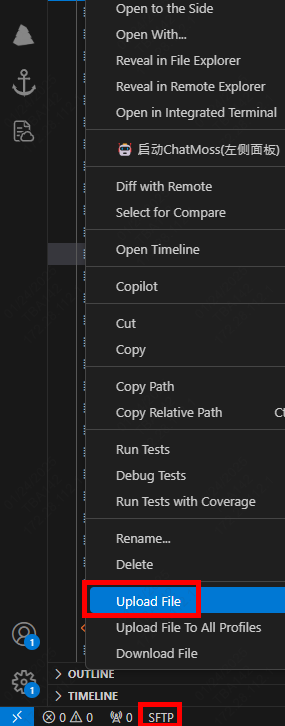 Open to the Side
Open With...
Reveal in File Explorer
Reveal in Remote Explorer
Open in Integrated Terminal
启动ChatMoss(左侧面板)
Diff with Remote
Select for Compare
Open Timeline
Copilot
Cut
Copy
Copy Path
Copy Relative Path
Run Tests
Debug Tests
Run Tests with Coverage
Rename...
Delete
Upload File
Upload File To All Profiles
Download File
1
1
OUTLINE
TIMELINE
0 0 0 SFTP